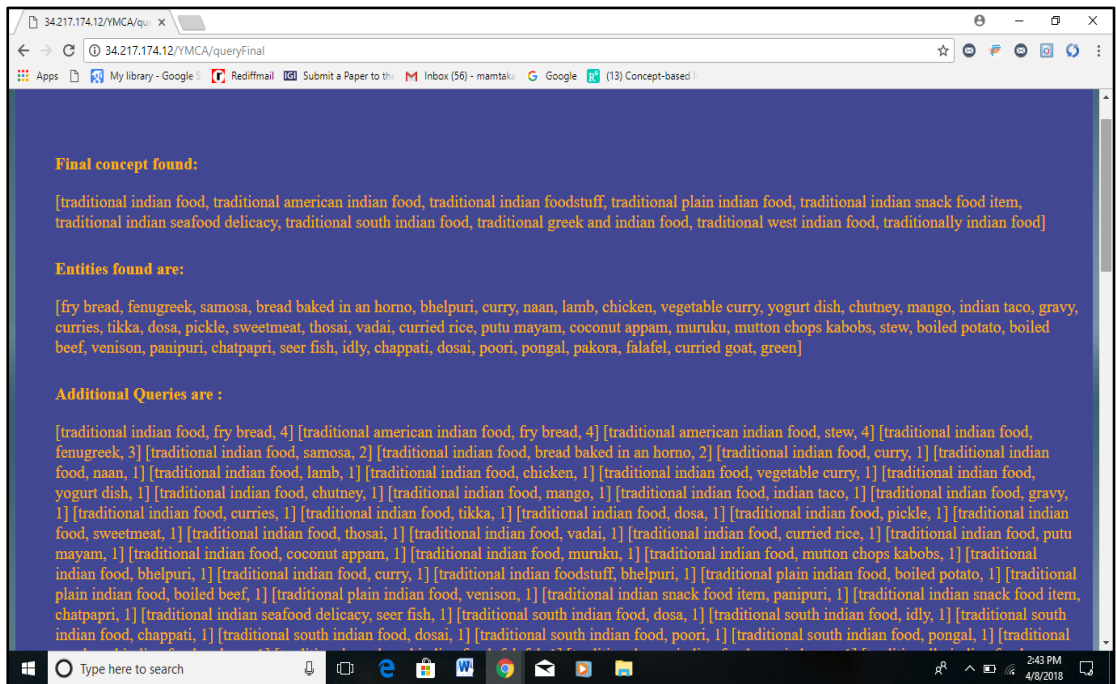 34.217.174.12/YMCA/qu
34.217.174.12/YMCA/queryFinal
Apps My library - Google S Rediffmail IGI Submit a Paper to the Inbox (56) - mamtaka Google (13) Concept-based I
Final concept found:
[traditional indian food, traditional american indian food, traditional indian foodstuff, traditional plain indian food, traditional indian snack food item,
traditional indian seafood delicacy, traditional south indian food, traditional greek and indian food, traditional west indian food, traditionally indian food]
Entities found are:
[fry bread, fenugreek, samosa, bread baked in an horno, bhelpuri, curry, naan, lamb, chicken, vegetable curry, yogurt dish, chutney, mango, indian taco, gravy,
curries, tikka, dosa, pickle, sweetmeat, thosai, vadai, curried rice, putu mayam, coconut appam, muruku, mutton chops kabobs, stew, boiled potato, boiled
beef, venison, panipuri, chatpapri, seer fish, idly, chappati, dosai, poori, pongal, pakora, falafel, curried goat, green]
Additional Queries are :
[traditional indian food, fry bread, 4] [traditional american indian food, fry bread, 4] [traditional american indian food, stew, 4] [traditional indian food,
fenugreek, 3] [traditional indian food, samosa, 2] [traditional indian food, bread baked in an horno, 2] [traditional indian food, curry, 1] [traditional indian
food, naan, 1] [traditional indian food, lamb, 1] [traditional indian food, chicken, 1] [traditional indian food, vegetable curry, 1] [traditional indian food,
yogurt dish, 1] [traditional indian food, chutney, 1] [traditional indian food, mango, 1] [traditional indian food, indian taco, 1] [traditional indian food, gravy,
1] [traditional indian food, curries, 1] [traditional indian food, tikka, 1] [traditional indian food, dosa, 1] [traditional indian food, pickle, 1] [traditional indian
food, sweetmeat, 1] [traditional indian food, thosai, 1] [traditional indian food, vadai, 1] [traditional indian food, curried rice, 1] [traditional indian food, putu
mayam, 1] [traditional indian food, coconut appam, 1] [traditional indian food, muruku, 1] [traditional indian food, mutton chops kabobs, 1] [traditional
indian food, bhelpuri, 1] [traditional indian food, curry, 1] [traditional indian foodstuff, bhelpuri, 1] [traditional plain indian food, boiled potato, 1] [traditional
plain indian food, boiled beef, 1] [traditional plain indian food, venison, 1] [traditional indian snack food item, panipuri, 1] [traditional indian snack food item,
chatpapri, 1] [traditional indian seafood delicacy, seer fish, 1] [traditional south indian food, dosa, 1] [traditional south indian food, idly, 1] [traditional south
indian food, chappati, 1] [traditional south indian food, dosai, 1] [traditional south indian food, poori, 1] [traditional south indian food, pongal, 1] [traditional
Type here to search
2:43 PM
4/8/2018